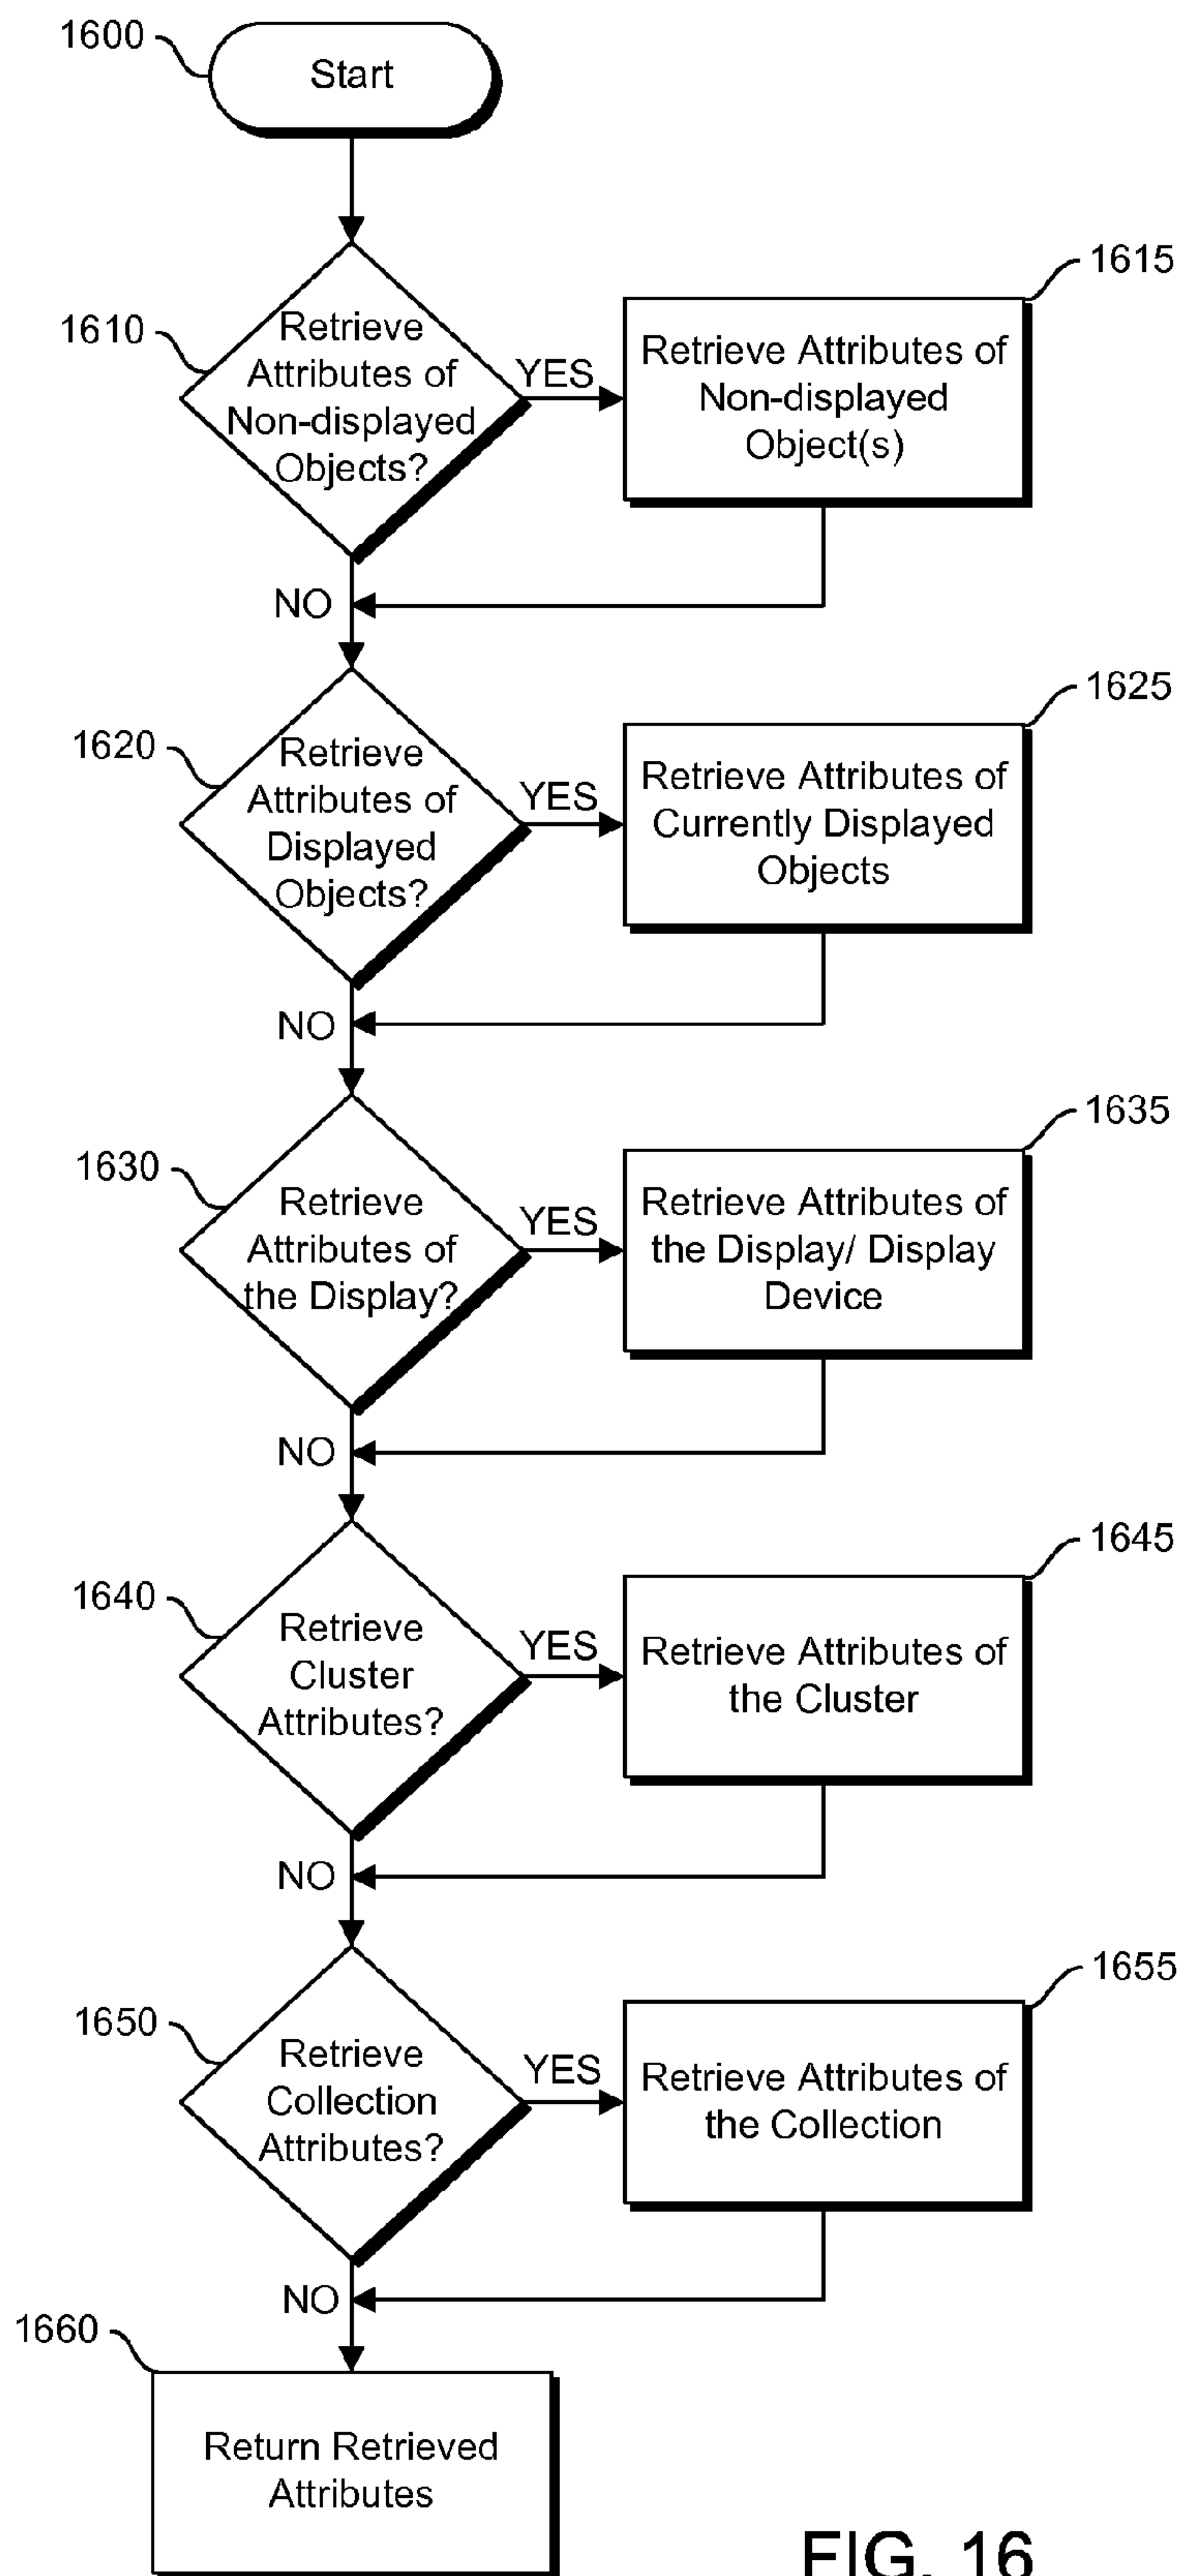 1600
Start
1610
Retrieve
Attributes of
Non-displayed
Objects?
YES
1615
Retrieve Attributes of
Non-displayed
Object(s)
NO
1620
Retrieve
Attributes of
Displayed
Objects?
YES
1625
Retrieve Attributes of
Currently Displayed
Objects
NO
1630
Retrieve
Attributes of
the Display?
YES
1635
Retrieve Attributes of
the Display/ Display
Device
NO
1640
Retrieve
Cluster
Attributes?
YES
1645
Retrieve Attributes of
the Cluster
NO
1650
Retrieve
Collection
Attributes?
YES
1655
Retrieve Attributes of
the Collection
NO
1660
Return Retrieved
Attributes
FIG. 16